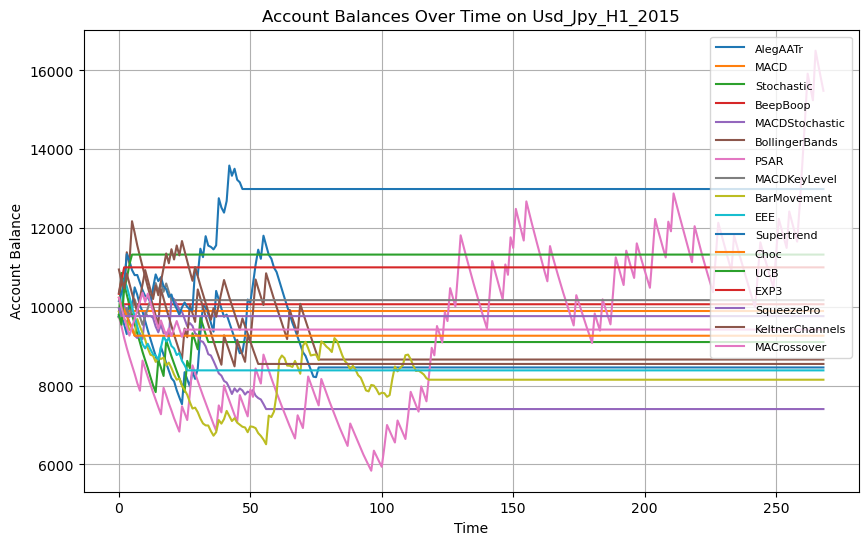 Account Balances Over Time on Usd_Jpy_H1_2015
16000
14000
12000
10000
8000
6000
Account Balance
0
50
100
150
200
250
Time
AlegAATr
MACD
Stochastic
BeepBoop
MACDStochastic
BollingerBands
PSAR
MACDKeyLevel
BarMovement
EEE
Supertrend
Choc
UCB
EXP3
SqueezePro
KeltnerChannels
MACrossover